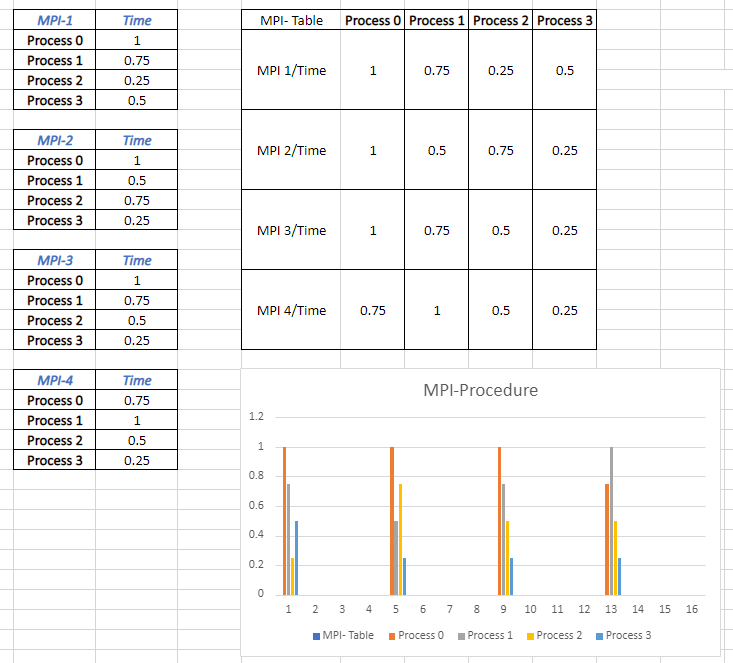 MPI-1 Time
Process 0 1
Process 1 0.75
Process 2 0.25
Process 3 0.5
MPI-2 Time
Process 0 1
Process 1 0.5
Process 2 0.75
Process 3 0.25
MPI-3 Time
Process 0 1
Process 1 0.75
Process 2 0.5
Process 3 0.25
MPI-4 Time
Process 0 0.75
Process 1 1
Process 2 0.5
Process 3 0.25
MPI- Table Process 0 Process 1 Process 2 Process 3
MPI 1/Time 1 0.75 0.25 0.5
MPI 2/Time 1 0.5 0.75 0.25
MPI 3/Time 1 0.75 0.5 0.25
MPI 4/Time 0.75 1 0.5 0.25
MPI-Procedure
1.2
1
0.8
0.6
0.4
0.2
0
1 2 3 4 5 6 7 8 9 10 11 12 13 14 15 16
MPI- Table Process 0 Process 1 Process 2 Process 3